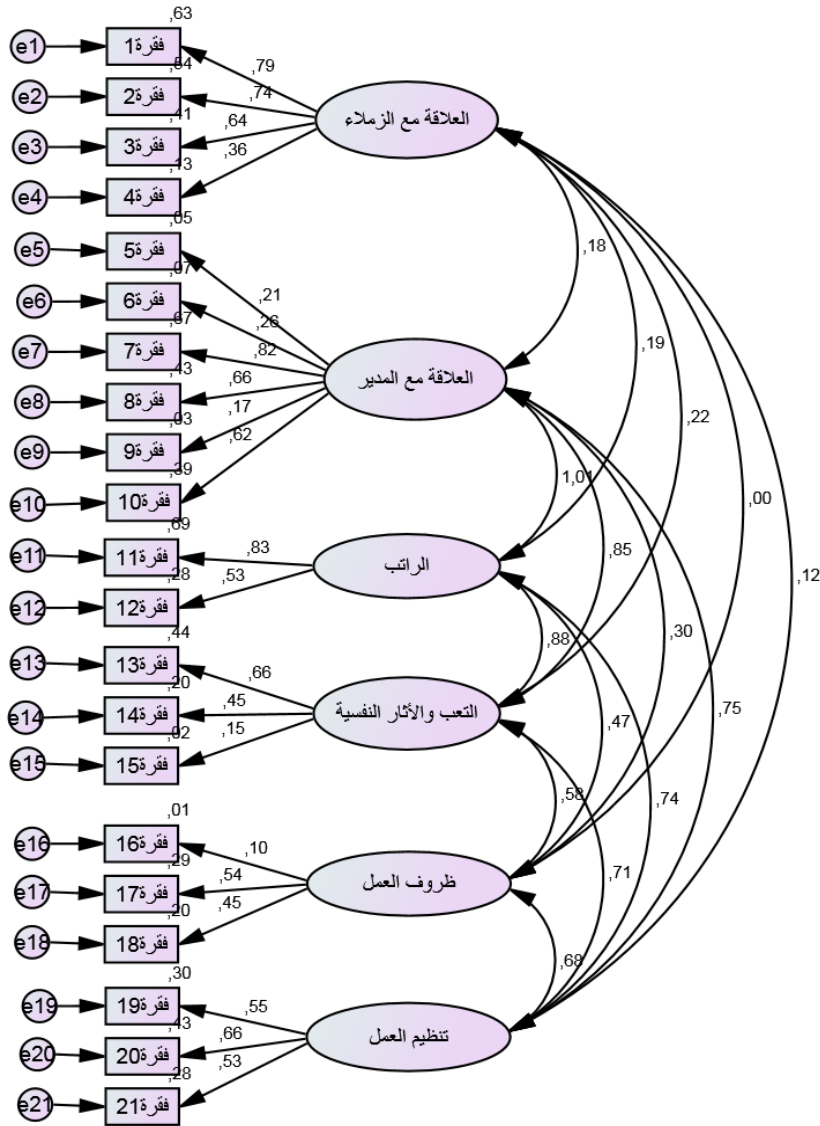 ,63
e1
فقرة1
,79
,54
e2
فقرة2
,74
,41
e3
فقرة3
,64
,13
e4
فقرة4
,36
العلاقة مع الزملاء
,05
e5
فقرة5
,21
,07
e6
فقرة6
,26
,67
e7
فقرة7
,82
,43
e8
فقرة8
,66
,03
e9
فقرة9
,17
,39
e10
فقرة10
,62
العلاقة مع المدير
,69
e11
فقرة11
,83
,28
e12
فقرة12
,53
الراتب
,44
e13
فقرة13
,66
,20
e14
فقرة14
,45
,02
e15
فقرة15
,15
التعب والأثار النفسية
,01
e16
فقرة16
,10
,29
e17
فقرة17
,54
,20
e18
فقرة18
,45
ظروف العمل
,30
e19
فقرة19
,55
,43
e20
فقرة20
,66
,28
e21
فقرة21
,53
تنظيم العمل
,18
,19
,22
,00
,12
1,01
,85
,30
,75
,88
,47
,74
,58
,71
,68